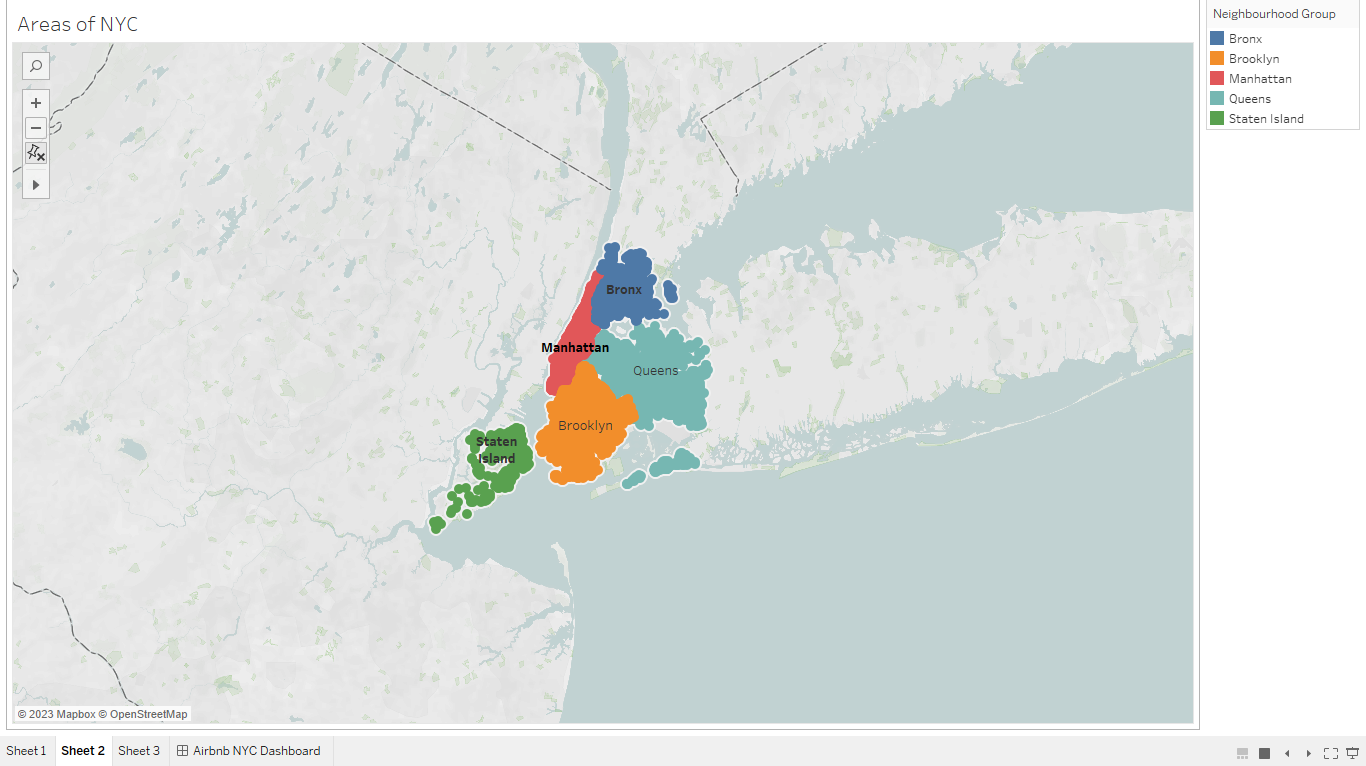 Areas of NYC
Neighbourhood Group
Bronx
Brooklyn
Manhattan
Queens
Staten Island
Bronx
Manhattan
Queens
Brooklyn
Staten
Island
© 2023 Mapbox © OpenStreetMap
Sheet 1
Sheet 2
Sheet 3
Airbnb NYC Dashboard